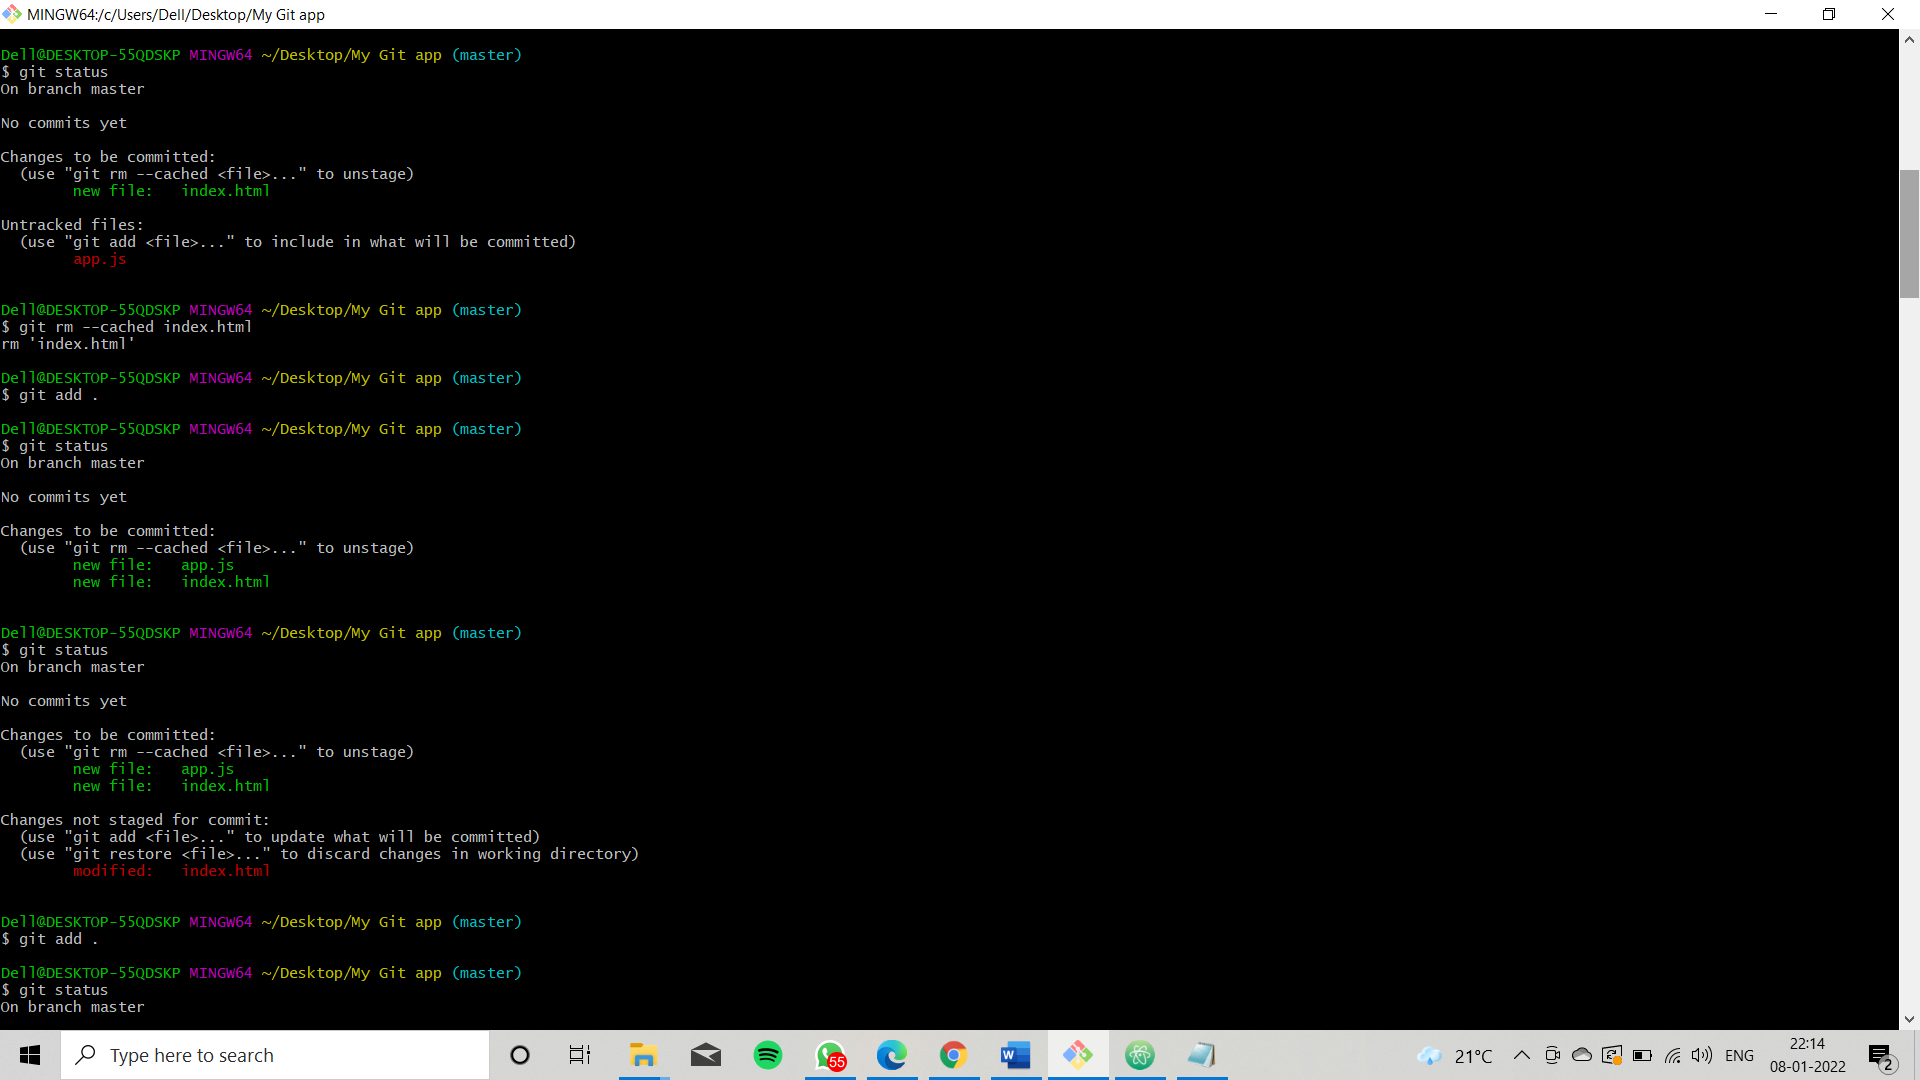 MINGW64:/c/Users/Dell/Desktop/My Git app
Dell@DESKTOP-55QDSKP MINGW64 ~/Desktop/My Git app (master)
$ git status
On branch master
No commits yet
Changes to be committed:
  (use "git rm --cached <file>..." to unstage)
        new file:   index.html
Untracked files:
  (use "git add <file>..." to include in what will be committed)
        app.js
Dell@DESKTOP-55QDSKP MINGW64 ~/Desktop/My Git app (master)
$ git rm --cached index.html
rm 'index.html'
Dell@DESKTOP-55QDSKP MINGW64 ~/Desktop/My Git app (master)
$ git add .
Dell@DESKTOP-55QDSKP MINGW64 ~/Desktop/My Git app (master)
$ git status
On branch master
No commits yet
Changes to be committed:
  (use "git rm --cached <file>..." to unstage)
        new file:   app.js
        new file:   index.html
Dell@DESKTOP-55QDSKP MINGW64 ~/Desktop/My Git app (master)
$ git status
On branch master
No commits yet
Changes to be committed:
  (use "git rm --cached <file>..." to unstage)
        new file:   app.js
        new file:   index.html
Changes not staged for commit:
  (use "git add <file>..." to update what will be committed)
  (use "git restore <file>..." to discard changes in working directory)
        modified:   index.html
Dell@DESKTOP-55QDSKP MINGW64 ~/Desktop/My Git app (master)
$ git add .
Dell@DESKTOP-55QDSKP MINGW64 ~/Desktop/My Git app (master)
$ git status
On branch master
Type here to search
55
W
21°C
ENG
22:14
08-01-2022
2